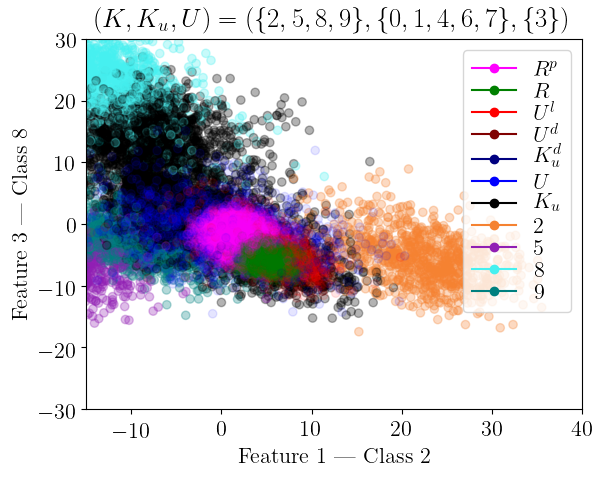 (K, K_u, U) = ({2, 5, 8, 9}, {0, 1, 4, 6, 7}, {3})
30
20
10
0
−10
−20
−30
Feature 3 — Class 8
R^p
R
U^l
U^d
K_u^d
U
K_u
2
5
8
9
−10
0
10
20
30
40
Feature 1 — Class 2